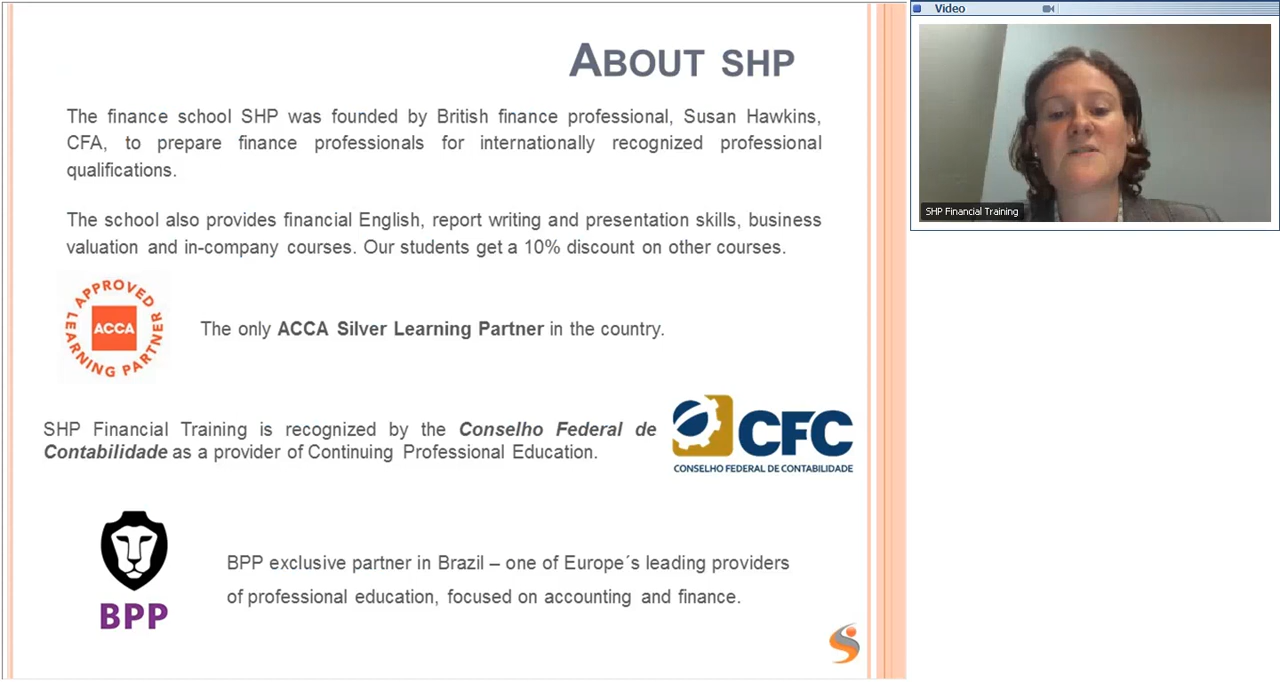 ABOUT SHP
The finance school SHP was founded by British finance professional, Susan Hawkins,
CFA, to prepare finance professionals for internationally recognized professional
qualifications.
The school also provides financial English, report writing and presentation skills, business
valuation and in-company courses. Our students get a 10% discount on other courses.
APPROVED
LEARNING PARTNER
ACCA
The only ACCA Silver Learning Partner in the country.
SHP Financial Training is recognized by the Conselho Federal de
Contabilidade as a provider of Continuing Professional Education.
CFC
CONSELHO FEDERAL DE CONTABILIDADE
BPP
BPP exclusive partner in Brazil – one of Europe´s leading providers
of professional education, focused on accounting and finance.
Video
SHP Financial Training